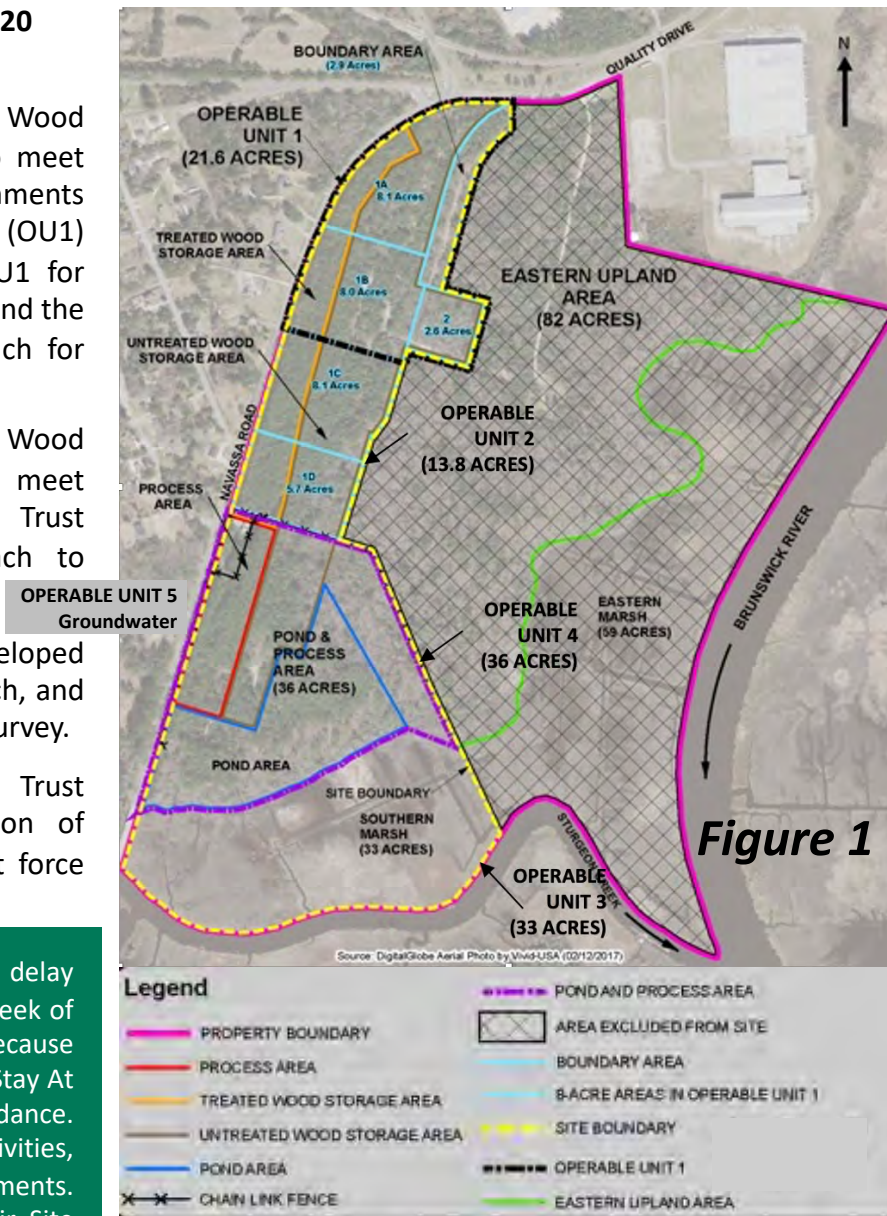 20
Wood
meet
nments
(OU1)
U1 for
nd the
ch for
Wood
meet
Trust
ch to
eloped
ch, and
urvey.
Trust
on of
t force
delay
eek of
ecause
Stay At
dance.
ivities,
ments.
BOUNDARY AREA
(2.9 Acres)
QUALITY DRIVE
N
OPERABLE
UNIT 1
(21.6 ACRES)
1A
8.1 Acres
TREATED WOOD
STORAGE AREA
EASTERN UPLAND
AREA
(82 ACRES)
1B
8.0 Acres
2
2.6 Acres
UNTREATED WOOD
STORAGE AREA
1C
8.1 Acres
OPERABLE
UNIT 2
(13.8 ACRES)
NAVASSA ROAD
1D
5.7 Acres
PROCESS
AREA
OPERABLE UNIT 5
Groundwater
BRUNSWICK RIVER
EASTERN
MARSH
(59 ACRES)
OPERABLE
UNIT 4
(36 ACRES)
POND &
PROCESS
AREA
(36 ACRES)
POND AREA
SITE BOUNDARY
SOUTHERN
MARSH
(33 ACRES)
STURGEON CREEK
Figure 1
OPERABLE
UNIT 3
(33 ACRES)
Source: DigitalGlobe Aerial Photo by Vivid-USA (02/12/2017)
Legend
PROPERTY BOUNDARY
PROCESS AREA
TREATED WOOD STORAGE AREA
UNTREATED WOOD STORAGE AREA
POND AREA
CHAIN LINK FENCE
POND AND PROCESS AREA
AREA EXCLUDED FROM SITE
BOUNDARY AREA
8-ACRE AREAS IN OPERABLE UNIT 1
SITE BOUNDARY
OPERABLE UNIT 1
EASTERN UPLAND AREA